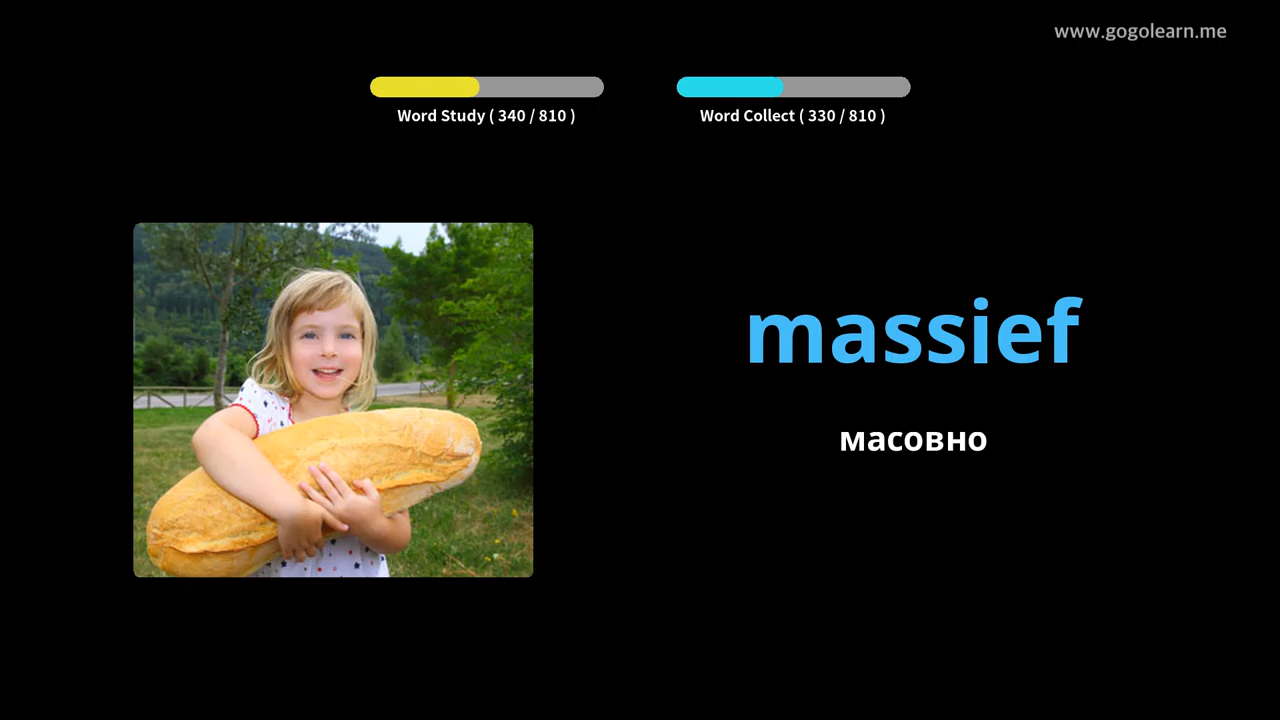 www.gogolearn.me
Word Study ( 340 / 810 )
Word Collect ( 330 / 810 )
massief
масовно